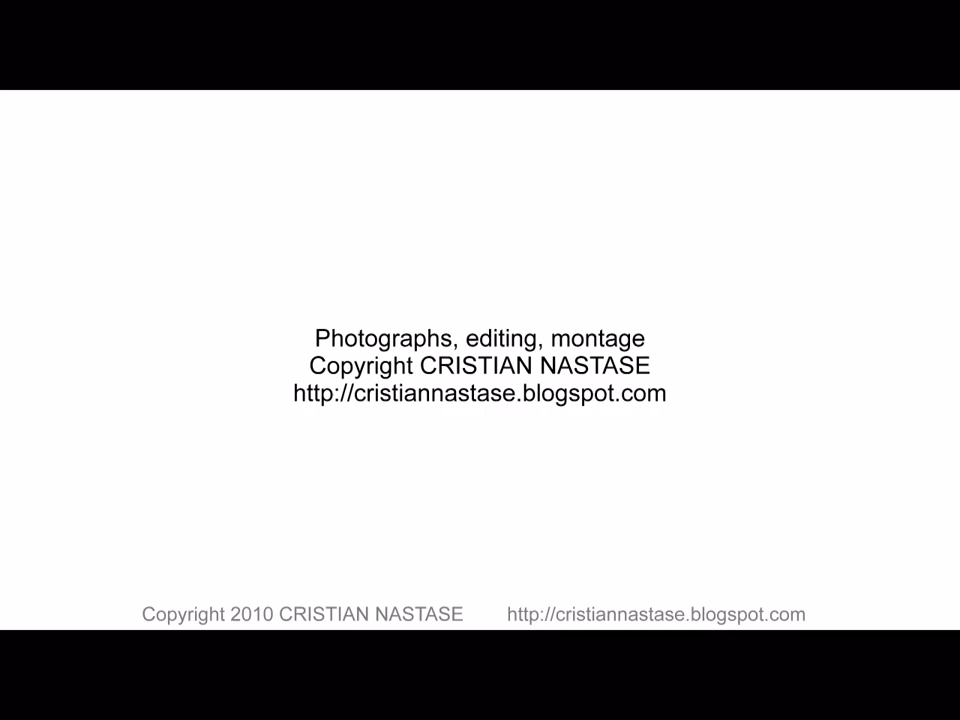 Photographs, editing, montage
Copyright CRISTIAN NASTASE
http://cristiannastase.blogspot.com
Copyright 2010 CRISTIAN NASTASE http://cristiannastase.blogspot.com